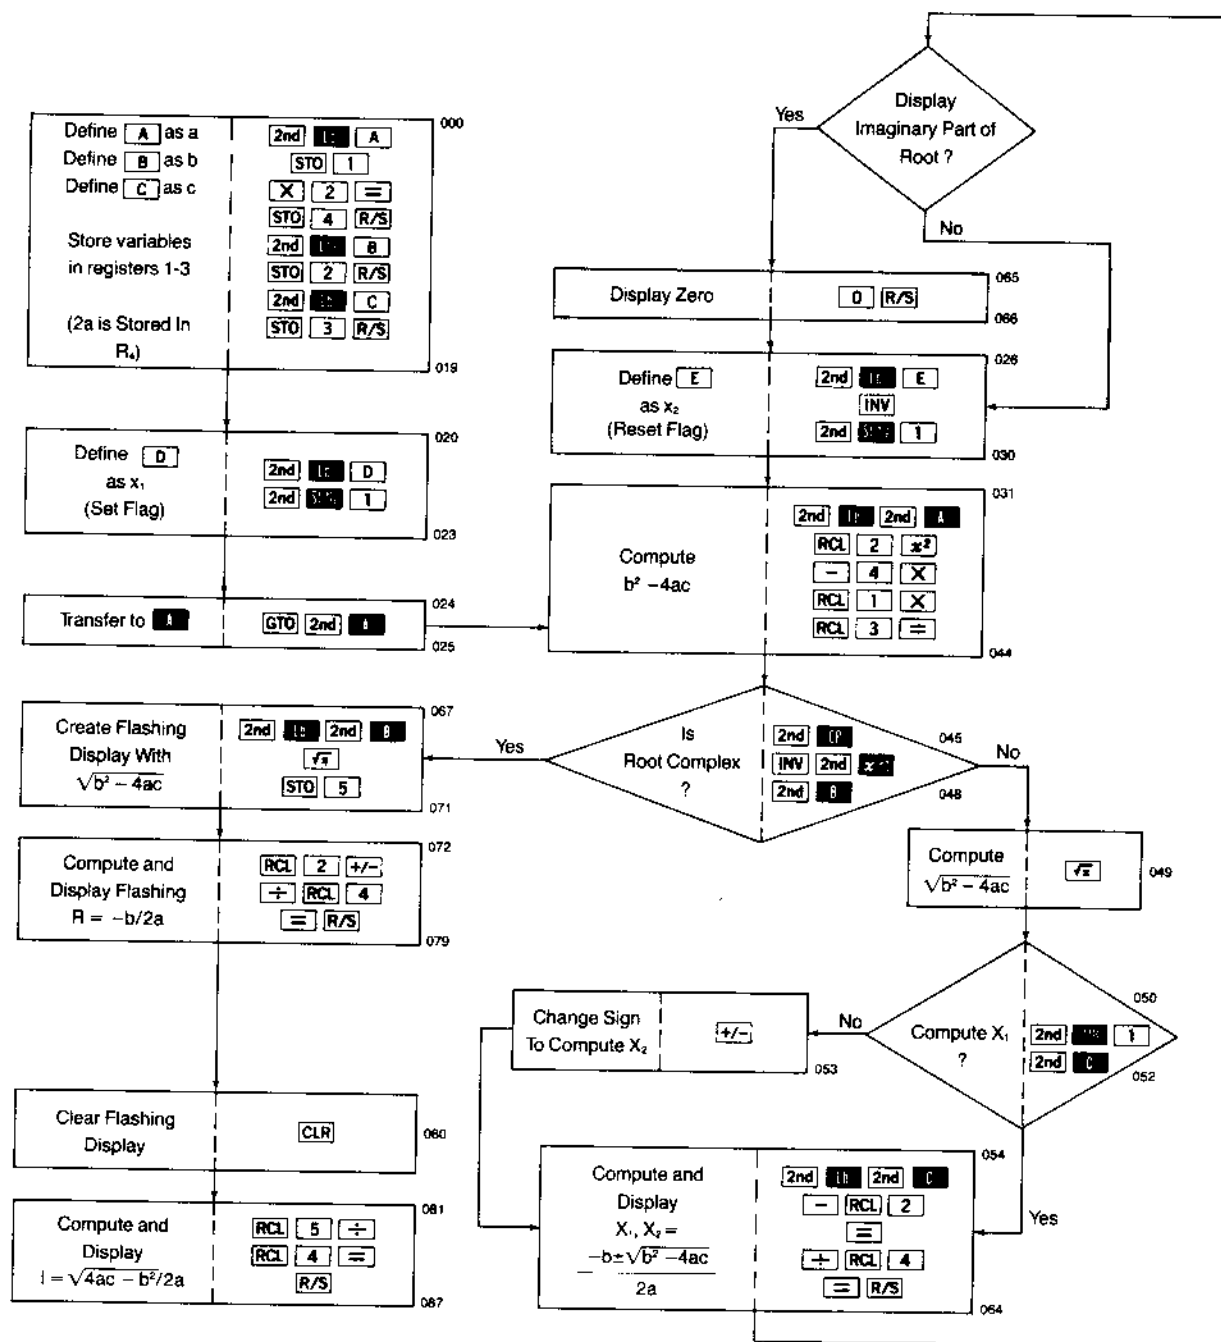 Display
Imaginary Part of
Root ?
Yes
No
000
Define A as a
Define B as b
Define C as c
Store variables
in registers 1-3
(2a is Stored In
R₄)
2nd A
STO 1
X 2 =
STO 4 R/S
2nd B
STO 2 R/S
2nd C
STO 3 R/S
019
065
Display Zero
0 R/S
066
026
Define E
as x₂
(Reset Flag)
2nd E
INV
2nd 1
030
020
Define D
as x₁
(Set Flag)
2nd D
2nd 1
023
031
Compute
b² – 4ac
2nd 2nd A
RCL 2 x²
– 4 X
RCL 1 X
RCL 3 =
044
024
Transfer to A
GTO 2nd A
025
067
Create Flashing
Display With
√b² – 4ac
2nd 2nd B
√x
STO 5
071
Yes
Is
Root Complex
?
2nd CP
INV 2nd
2nd B
045
048
No
072
Compute and
Display Flashing
R = –b/2a
RCL 2 +/–
÷ RCL 4
= R/S
079
Compute
√b² – 4ac
√x
049
Compute X₁
?
2nd 1
2nd C
050
052
No
Change Sign
To Compute X₂
+/–
053
Yes
Clear Flashing
Display
CLR
060
054
Compute and
Display
X₁, X₂ =
–b±√b² – 4ac
2a
2nd 2nd C
– RCL 2
=
÷ RCL 4
= R/S
064
081
Compute and
Display
I = √4ac – b²/2a
RCL 5 ÷
RCL 4 =
R/S
087